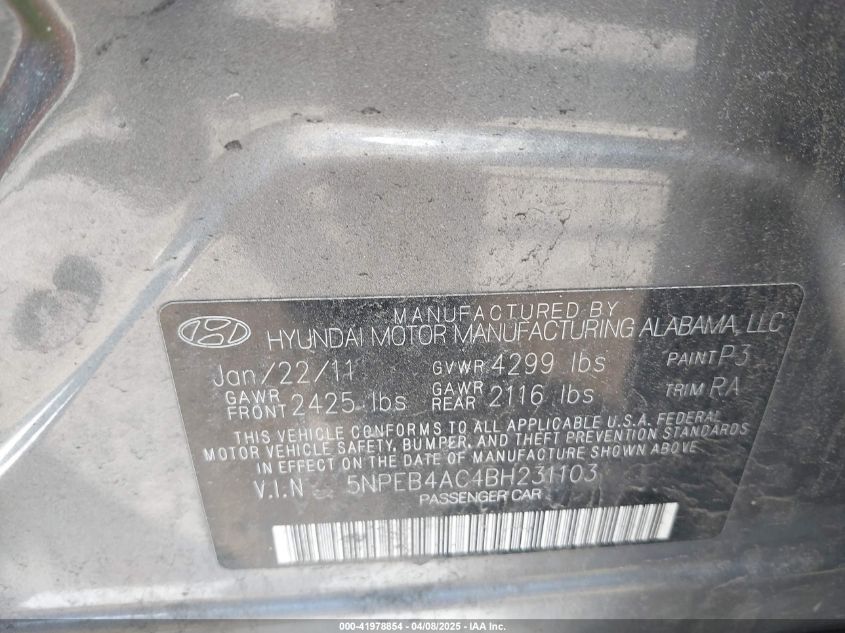 MANUFACTURED BY
HYUNDAI MOTOR MANUFACTURING ALABAMA, LLC
Jan/22/11 GVWR 4299 lbs PAINT P3
GAWR FRONT 2425 lbs GAWR REAR 2116 lbs TRIM RA
THIS VEHICLE CONFORMS TO ALL APPLICABLE U.S.A. FEDERAL
MOTOR VEHICLE SAFETY, BUMPER, AND THEFT PREVENTION STANDARDS
IN EFFECT ON THE DATE OF MANUFACTURE SHOWN ABOVE
V.I.N 5NPEB4AC4BH231103
PASSENGER CAR
000-41978854 - 04/08/2025 - IAA Inc.